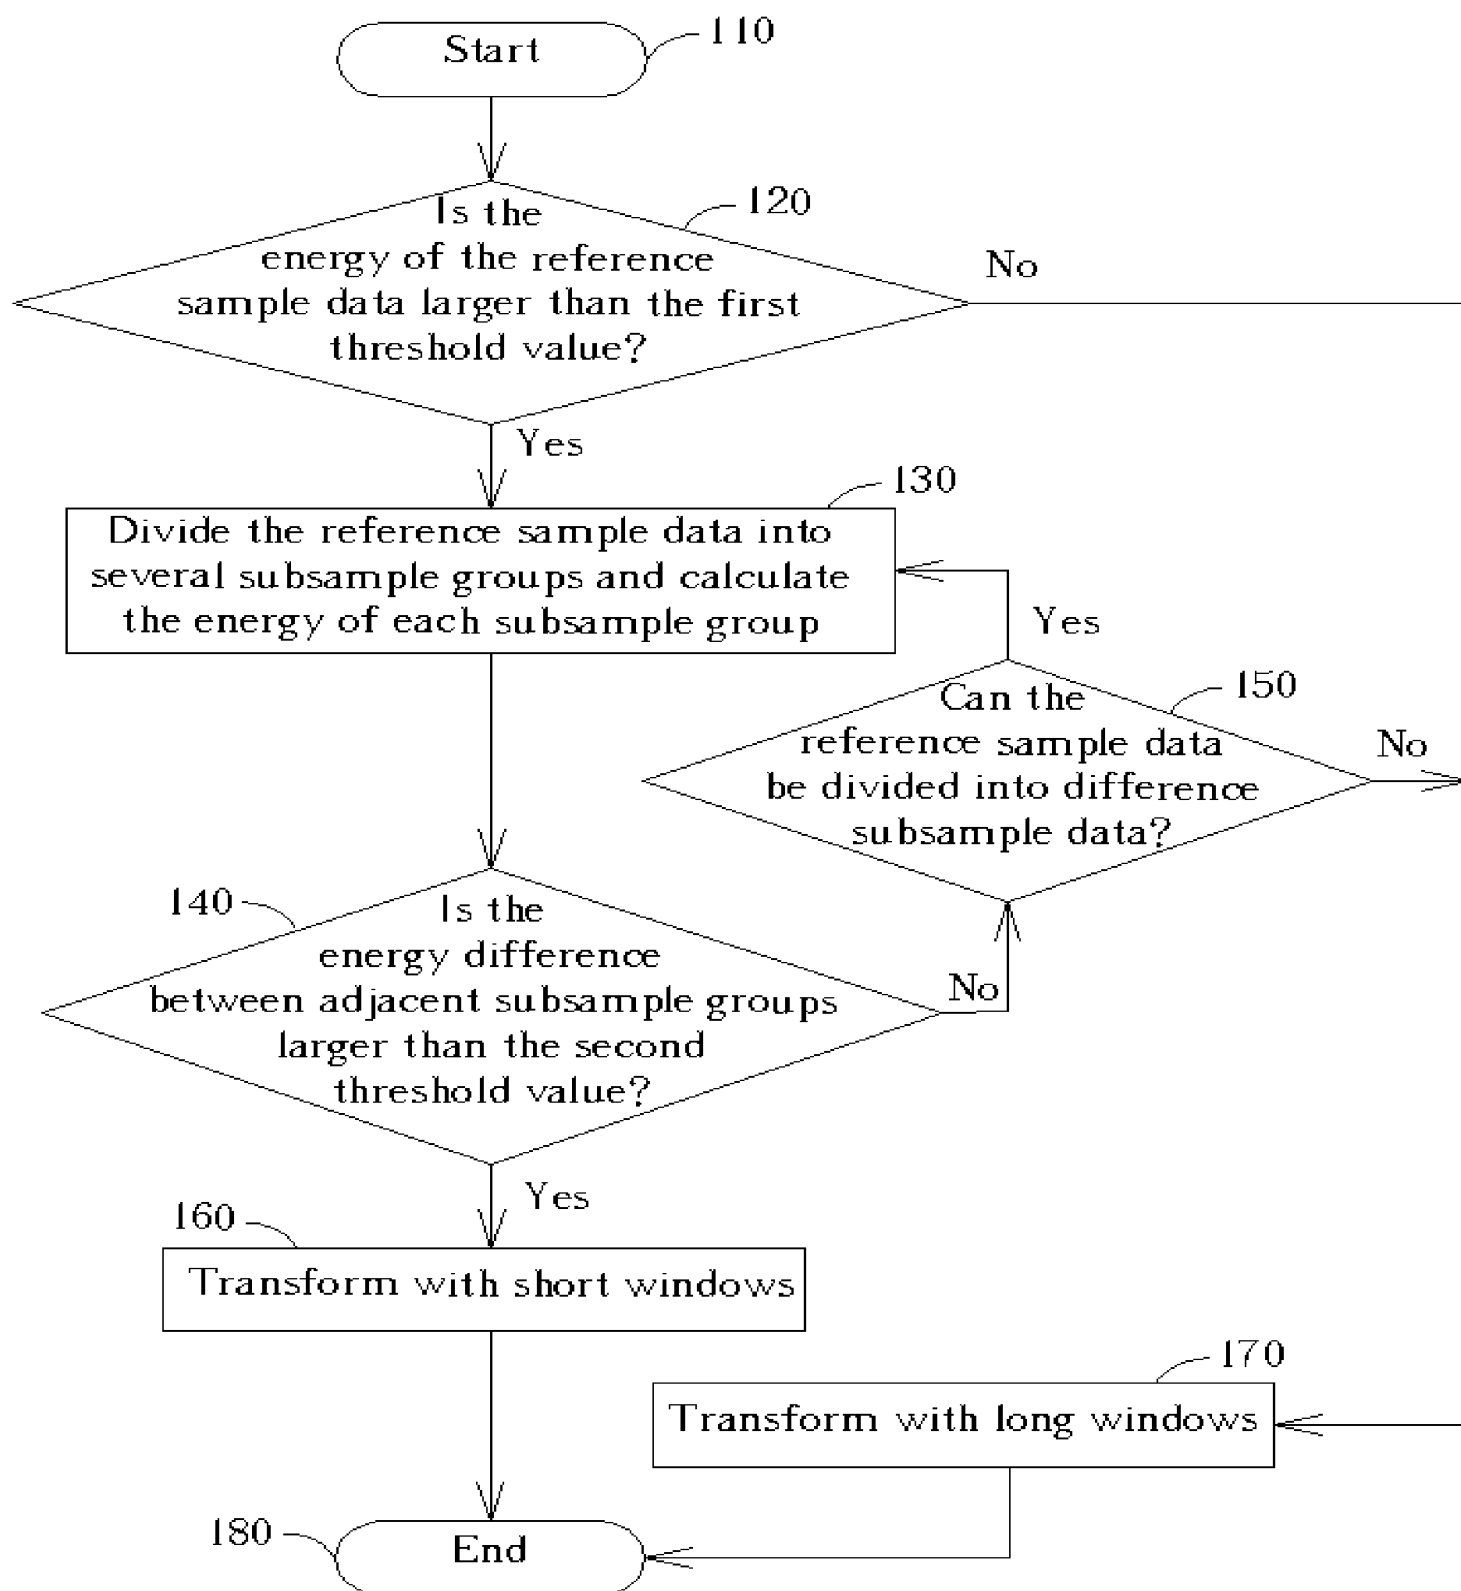 Start
110
Is the
energy of the reference
sample data larger than the first
threshold value?
120
No
Yes
130
Divide the reference sample data into
several subsample groups and calculate
the energy of each subsample group
Yes
150
Can the
reference sample data
be divided into difference
subsample data?
No
140
Is the
energy difference
between adjacent subsample groups
larger than the second
threshold value?
No
Yes
160
Transform with short windows
170
Transform with long windows
180
End